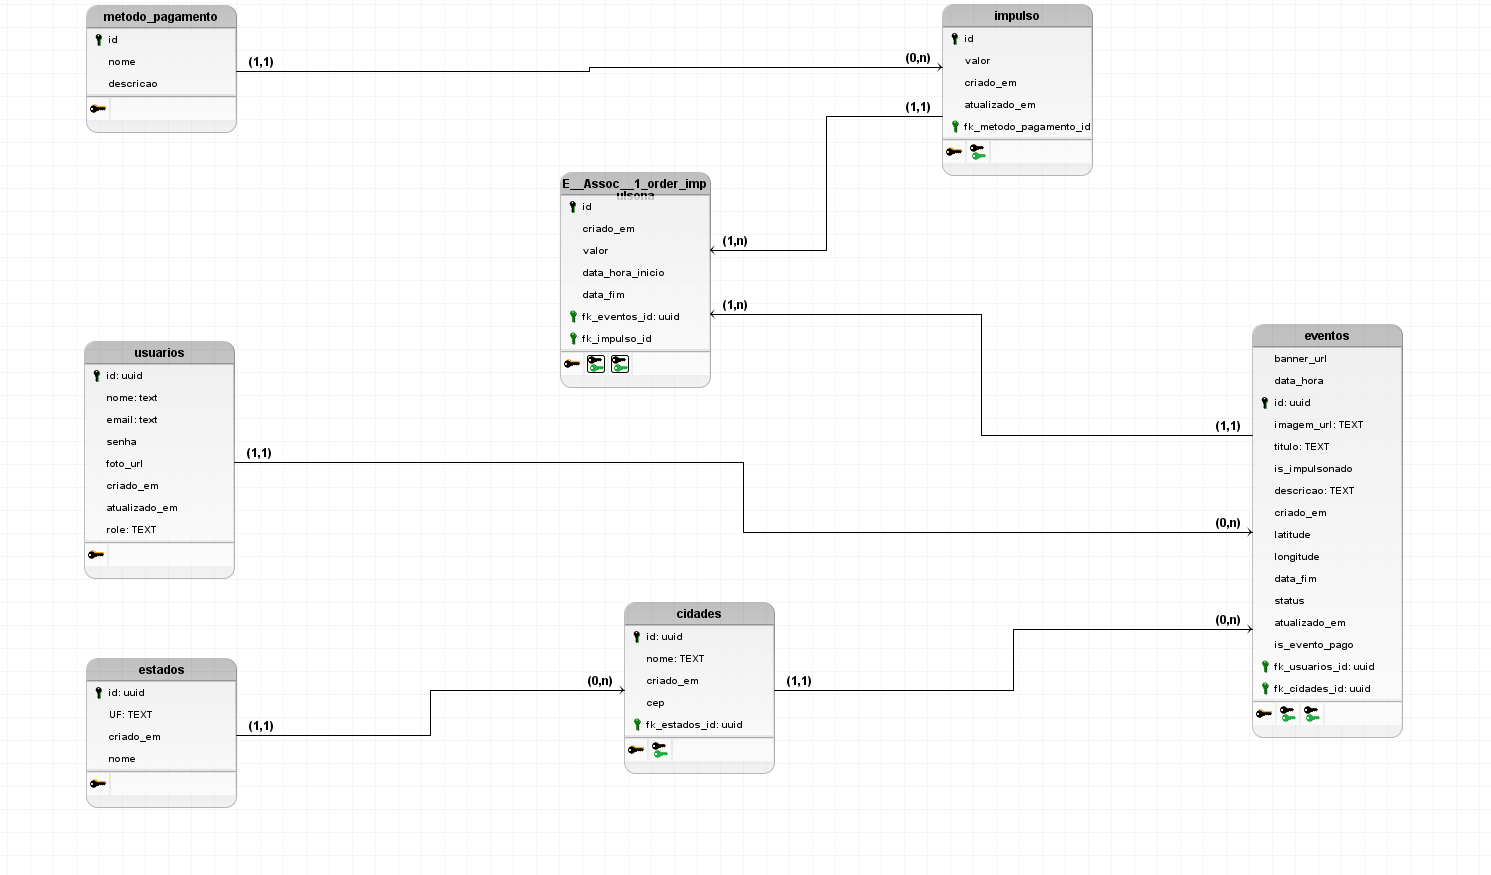 metodo_pagamento
id
nome
descricao
(1,1)
(0,n)
impulso
id
valor
criado_em
atualizado_em
fk_metodo_pagamento_id
(1,1)
E__Assoc__1_order_imp
ulsona
id
criado_em
valor
data_hora_inicio
data_fim
fk_eventos_id: uuid
fk_impulso_id
(1,n)
(1,n)
usuarios
id: uuid
nome: text
email: text
senha
foto_url
criado_em
atualizado_em
role: TEXT
(1,1)
eventos
banner_url
data_hora
id: uuid
imagem_url: TEXT
titulo: TEXT
is_impulsonado
descricao: TEXT
criado_em
latitude
longitude
data_fim
status
atualizado_em
is_evento_pago
fk_usuarios_id: uuid
fk_cidades_id: uuid
(1,1)
(0,n)
(0,n)
cidades
id: uuid
nome: TEXT
criado_em
cep
fk_estados_id: uuid
(0,n)
(1,1)
estados
id: uuid
UF: TEXT
criado_em
nome
(1,1)